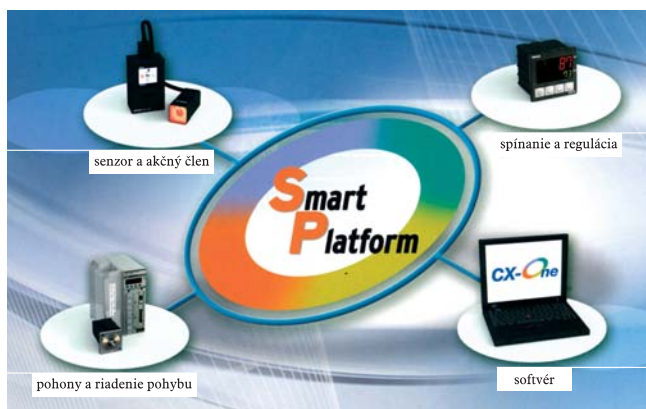 senzor a akčný člen
spínanie a regulácia
Smart
Platform
CX-One
pohony a riadenie pohybu
softvér